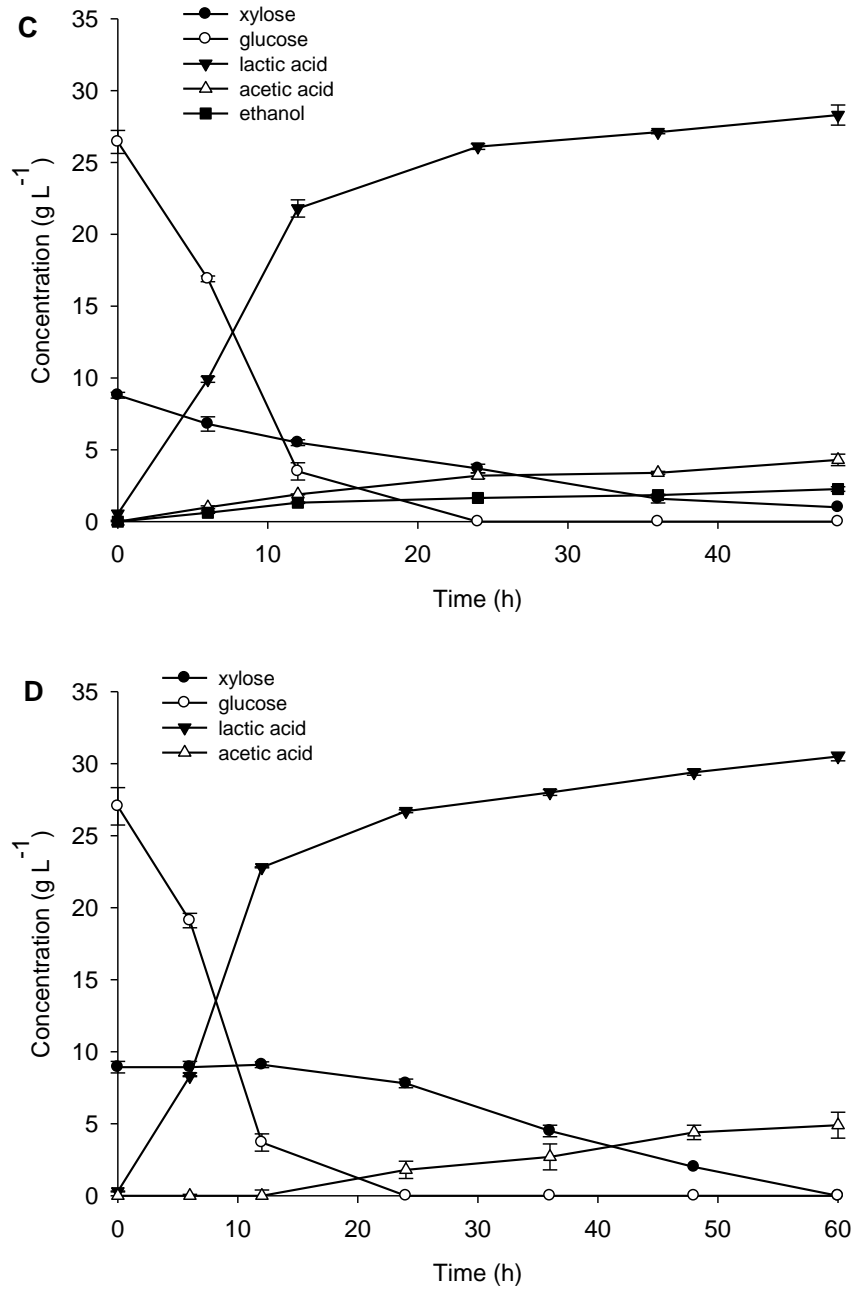 C
xylose
glucose
lactic acid
acetic acid
ethanol
35
30
25
20
15
10
5
0
Concentration (g L⁻¹)
0 10 20 30 40
Time (h)
D
xylose
glucose
lactic acid
acetic acid
35
30
25
20
15
10
5
0
Concentration (g L⁻¹)
0 10 20 30 40 50 60
Time (h)